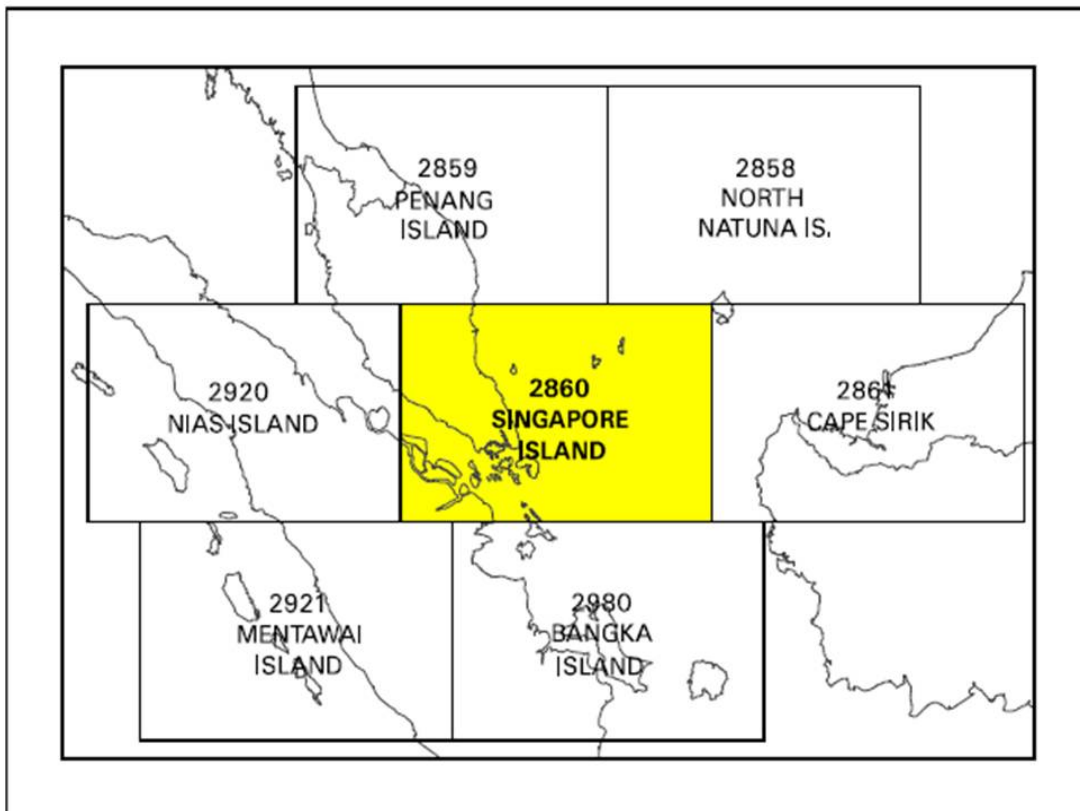 2859
PENANG
ISLAND
2858
NORTH
NATUNA IS.
2920
NIAS ISLAND
2860
SINGAPORE
ISLAND
2861
CAPE SIRIK
2921
MENTAWAI
ISLAND
2980
BANGKA
ISLAND